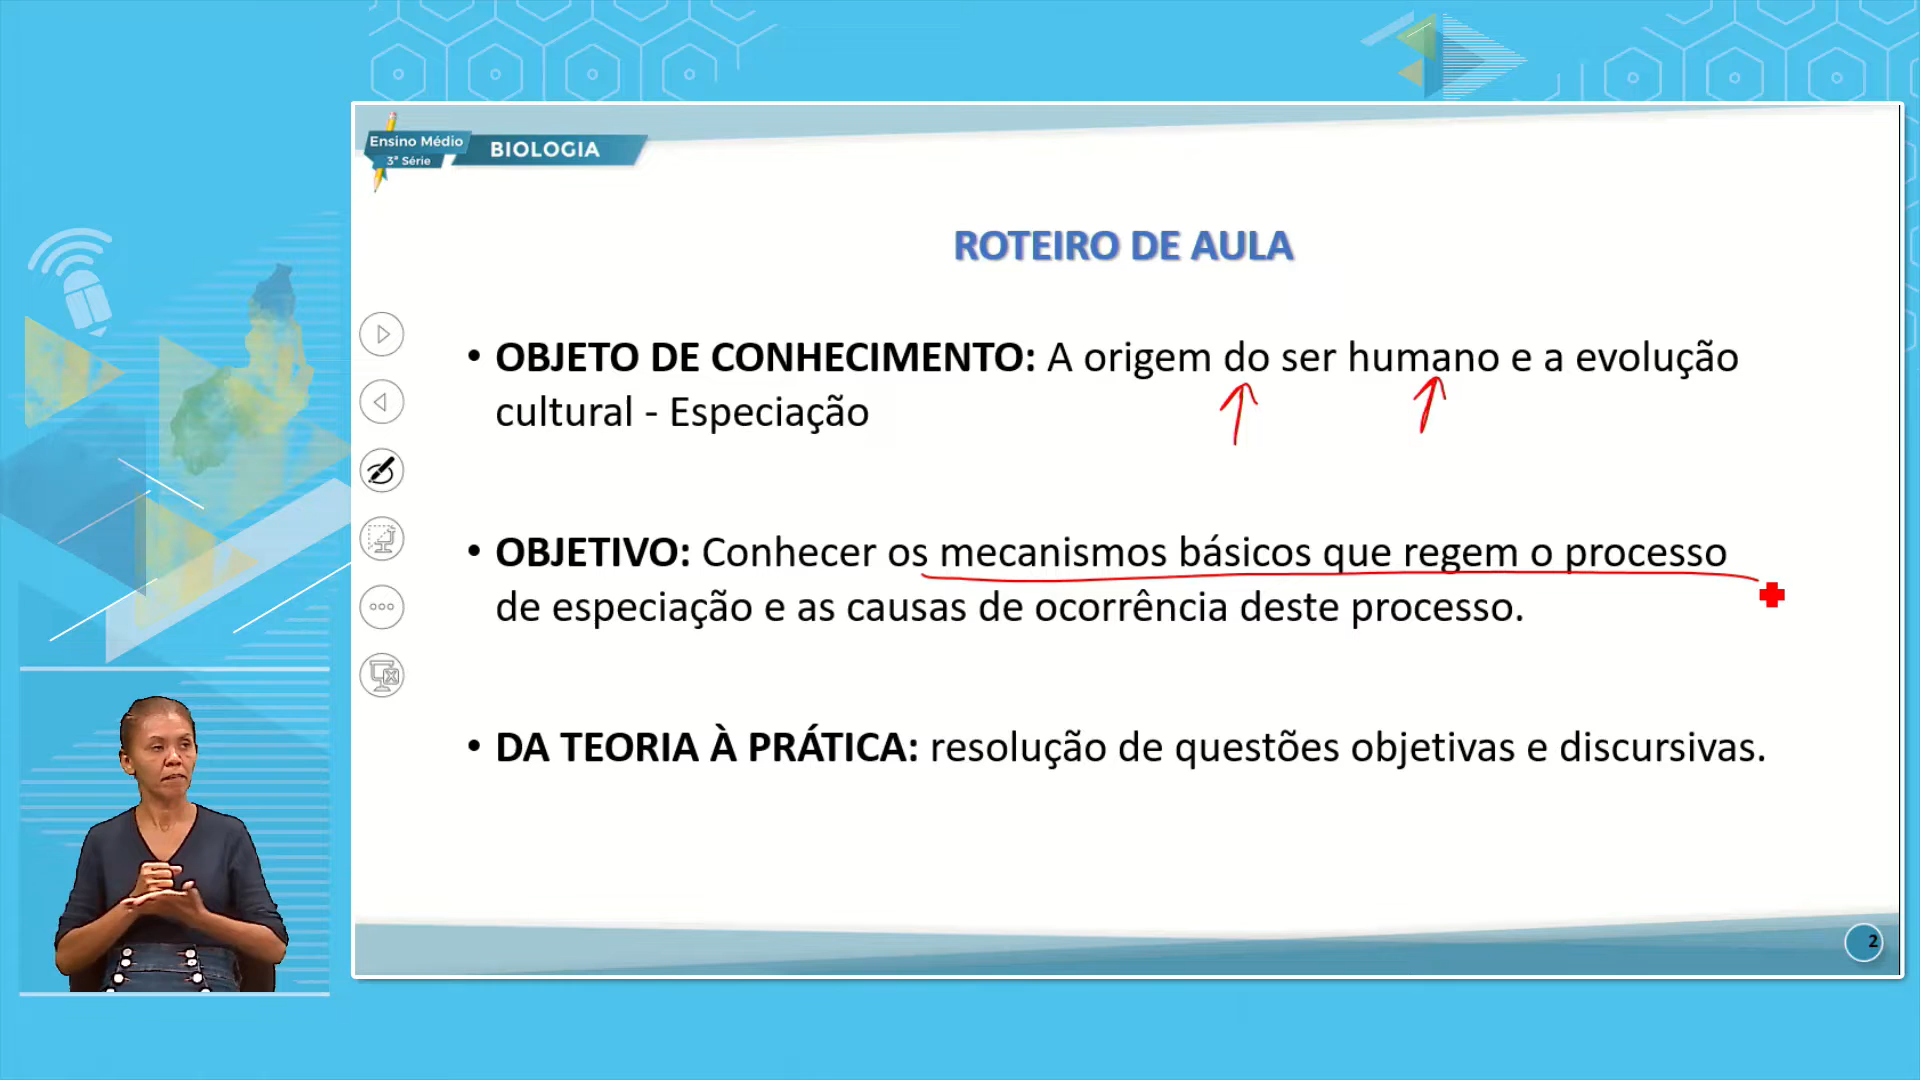 Ensino Médio
3ª Série
BIOLOGIA
ROTEIRO DE AULA
• OBJETO DE CONHECIMENTO: A origem do ser humano e a evolução
cultural - Especiação
• OBJETIVO: Conhecer os mecanismos básicos que regem o processo
de especiação e as causas de ocorrência deste processo.
• DA TEORIA À PRÁTICA: resolução de questões objetivas e discursivas.
2